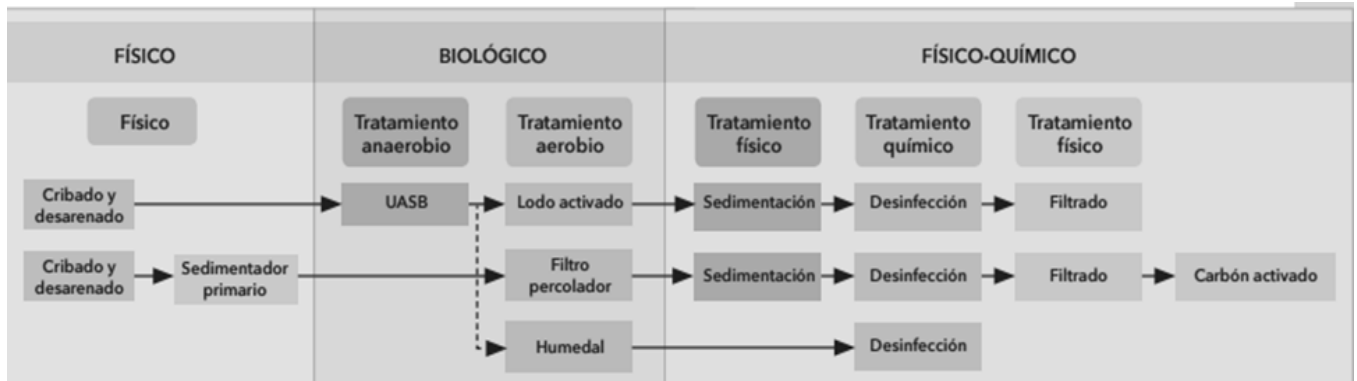 FÍSICO
BIOLÓGICO
FÍSICO-QUÍMICO
Físico
Tratamiento
anaerobio
Tratamiento
aerobio
Tratamiento
físico
Tratamiento
químico
Tratamiento
físico
Cribado y
desarenado
UASB
Lodo activado
Sedimentación
Desinfección
Filtrado
Cribado y
desarenado
Sedimentador
primario
Filtro
percolador
Sedimentación
Desinfección
Filtrado
Carbón activado
Humedal
Desinfección